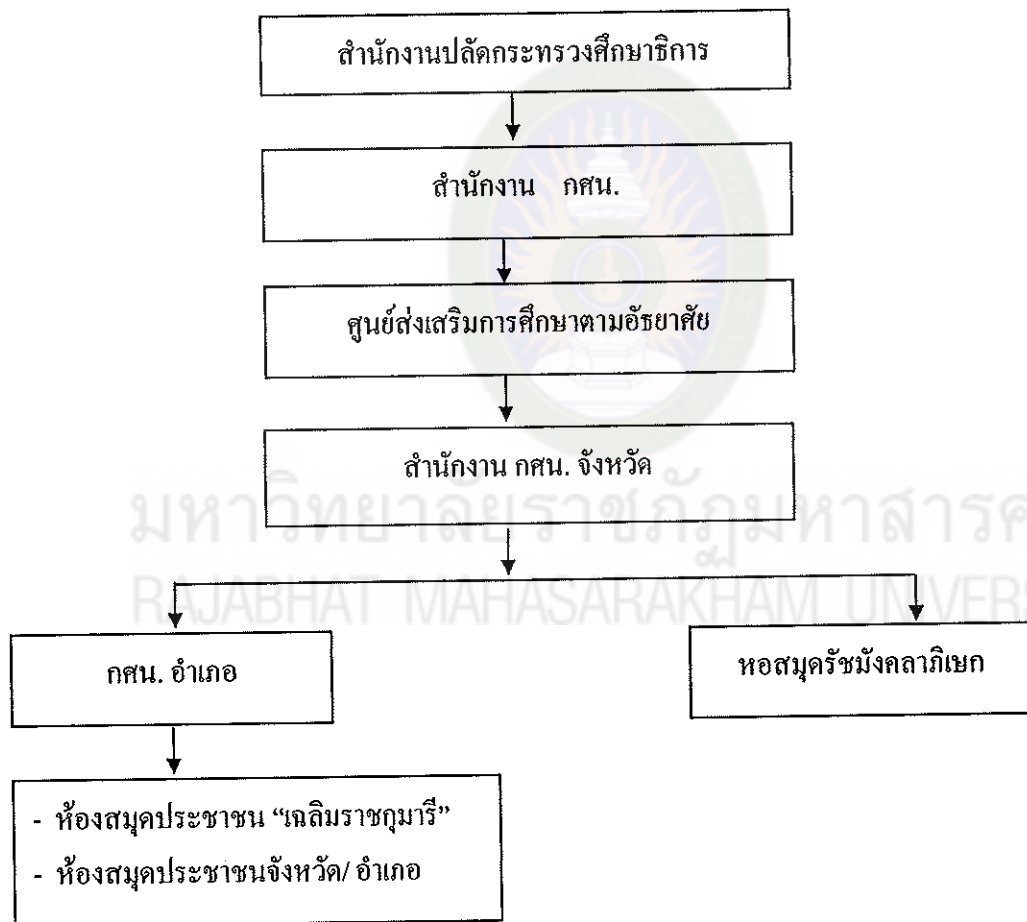 สำนักงานปลัดกระทรวงศึกษาธิการ
สำนักงาน กศน.
ศูนย์ส่งเสริมการศึกษาตามอัธยาศัย
สำนักงาน กศน. จังหวัด
มหาวิทยาลัยราชภัฏมหาสารค
RAJABHAT MAHASARAKHAM UNIVERS
กศน. อำเภอ
หอสมุดรัชมังคลาภิเษก
- ห้องสมุดประชาชน “เฉลิมราชกุมารี”
- ห้องสมุดประชาชนจังหวัด/ อำเภอ